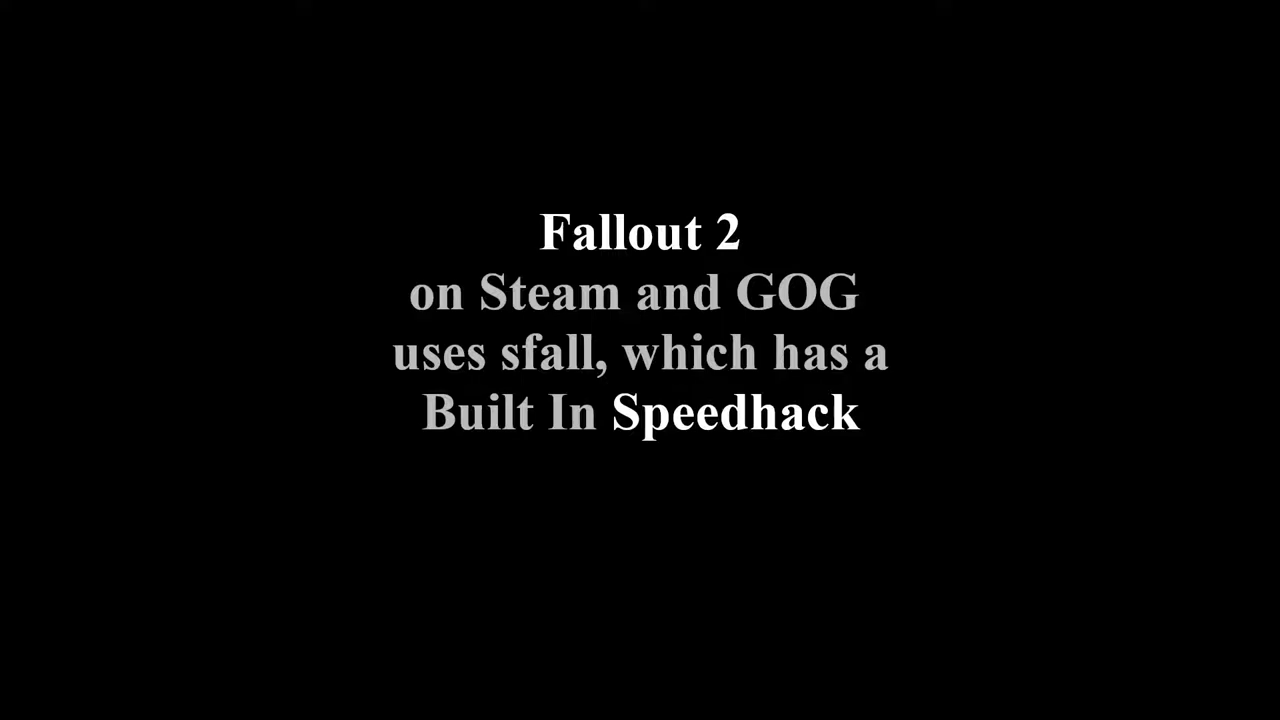 Fallout 2
on Steam and GOG
uses sfall, which has a
Built In Speedhack